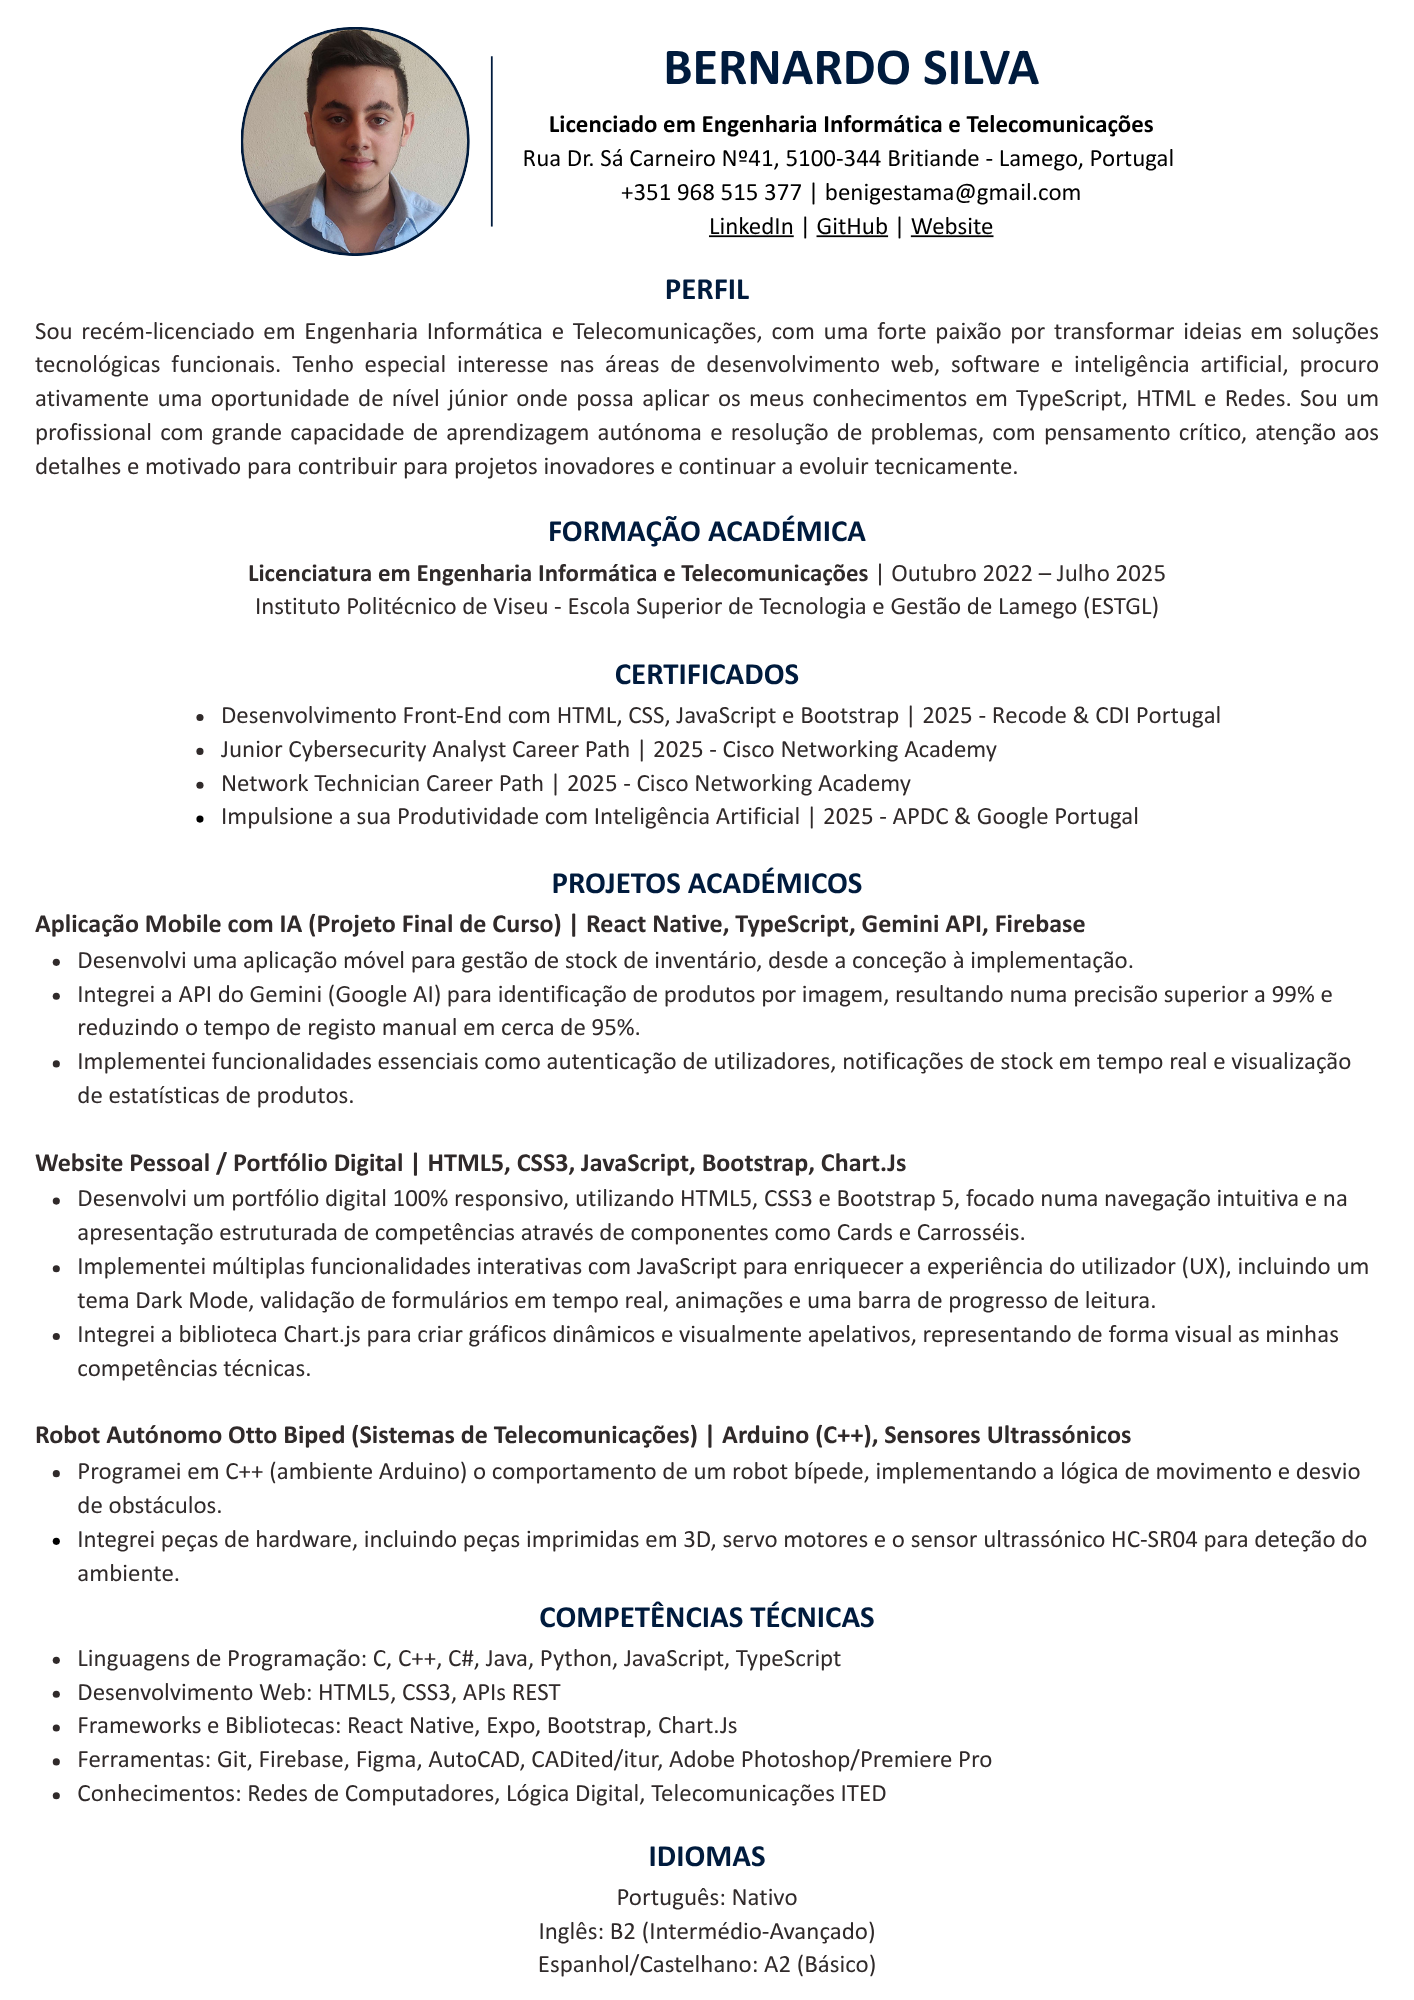 BERNARDO SILVA
Licenciado em Engenharia Informática e Telecomunicações
Rua Dr. Sá Carneiro Nº41, 5100-344 Britiande - Lamego, Portugal
+351 968 515 377 | benigestama@gmail.com
LinkedIn | GitHub | Website
PERFIL
Sou recém-licenciado em Engenharia Informática e Telecomunicações, com uma forte paixão por transformar ideias em soluções
tecnológicas funcionais. Tenho especial interesse nas áreas de desenvolvimento web, software e inteligência artificial, procuro
ativamente uma oportunidade de nível júnior onde possa aplicar os meus conhecimentos em TypeScript, HTML e Redes. Sou um
profissional com grande capacidade de aprendizagem autónoma e resolução de problemas, com pensamento crítico, atenção aos
detalhes e motivado para contribuir para projetos inovadores e continuar a evoluir tecnicamente.
FORMAÇÃO ACADÉMICA
Licenciatura em Engenharia Informática e Telecomunicações | Outubro 2022 – Julho 2025
Instituto Politécnico de Viseu - Escola Superior de Tecnologia e Gestão de Lamego (ESTGL)
CERTIFICADOS
• Desenvolvimento Front-End com HTML, CSS, JavaScript e Bootstrap | 2025 - Recode & CDI Portugal
• Junior Cybersecurity Analyst Career Path | 2025 - Cisco Networking Academy
• Network Technician Career Path | 2025 - Cisco Networking Academy
• Impulsione a sua Produtividade com Inteligência Artificial | 2025 - APDC & Google Portugal
PROJETOS ACADÉMICOS
Aplicação Mobile com IA (Projeto Final de Curso) | React Native, TypeScript, Gemini API, Firebase
• Desenvolvi uma aplicação móvel para gestão de stock de inventário, desde a conceção à implementação.
• Integrei a API do Gemini (Google AI) para identificação de produtos por imagem, resultando numa precisão superior a 99% e
reduzindo o tempo de registo manual em cerca de 95%.
• Implementei funcionalidades essenciais como autenticação de utilizadores, notificações de stock em tempo real e visualização
de estatísticas de produtos.
Website Pessoal / Portfólio Digital | HTML5, CSS3, JavaScript, Bootstrap, Chart.Js
• Desenvolvi um portfólio digital 100% responsivo, utilizando HTML5, CSS3 e Bootstrap 5, focado numa navegação intuitiva e na
apresentação estruturada de competências através de componentes como Cards e Carrosséis.
• Implementei múltiplas funcionalidades interativas com JavaScript para enriquecer a experiência do utilizador (UX), incluindo um
tema Dark Mode, validação de formulários em tempo real, animações e uma barra de progresso de leitura.
• Integrei a biblioteca Chart.js para criar gráficos dinâmicos e visualmente apelativos, representando de forma visual as minhas
competências técnicas.
Robot Autónomo Otto Biped (Sistemas de Telecomunicações) | Arduino (C++), Sensores Ultrassónicos
• Programei em C++ (ambiente Arduino) o comportamento de um robot bípede, implementando a lógica de movimento e desvio
de obstáculos.
• Integrei peças de hardware, incluindo peças imprimidas em 3D, servo motores e o sensor ultrassónico HC-SR04 para deteção do
ambiente.
COMPETÊNCIAS TÉCNICAS
• Linguagens de Programação: C, C++, C#, Java, Python, JavaScript, TypeScript
• Desenvolvimento Web: HTML5, CSS3, APIs REST
• Frameworks e Bibliotecas: React Native, Expo, Bootstrap, Chart.Js
• Ferramentas: Git, Firebase, Figma, AutoCAD, CADited/itur, Adobe Photoshop/Premiere Pro
• Conhecimentos: Redes de Computadores, Lógica Digital, Telecomunicações ITED
IDIOMAS
Português: Nativo
Inglês: B2 (Intermédio-Avançado)
Espanhol/Castelhano: A2 (Básico)